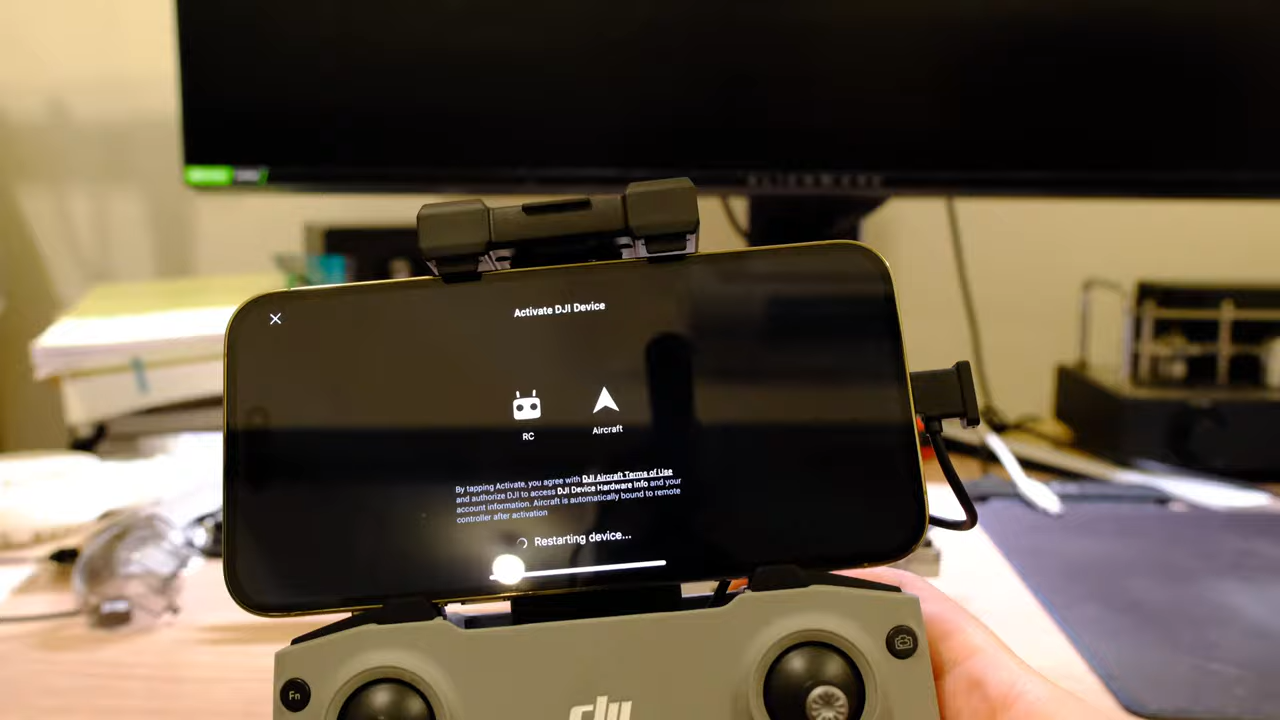 ALIENWARE
Activate DJI Device
RC
Aircraft
By tapping Activate, you agree with DJI Aircraft Terms of Use
and authorize DJI to access DJI Device Hardware Info and your
account information. Aircraft is automatically bound to remote
controller after activation
Restarting device...
Fn
dji